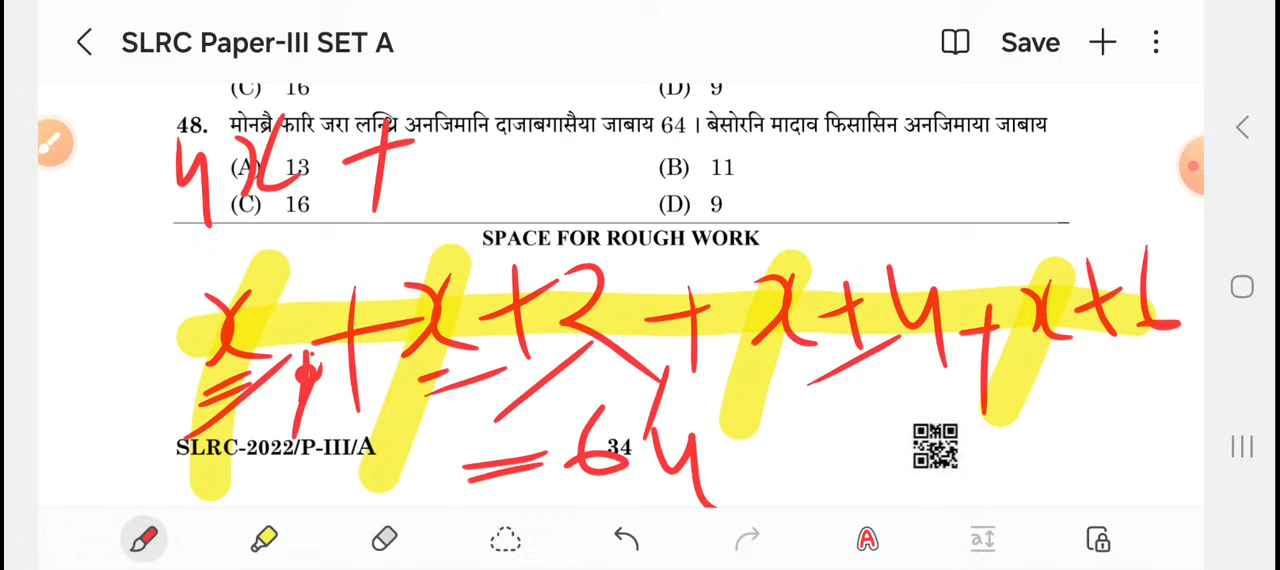 SLRC Paper-III SET A Save
(C) 16 (D) 9
48. मोनब्रै फारि जरा लन्थि अनजिमानि दाजाबगासैया जाबाय 64 । बेसोरनि मादाव फिसासिन अनजिमाया जाबाय
4x +
(A) 13 (B) 11
(C) 16 (D) 9
SPACE FOR ROUGH WORK
x + x + 2 + x + 4 + x +
= 64
SLRC-2022/P-III/A 34